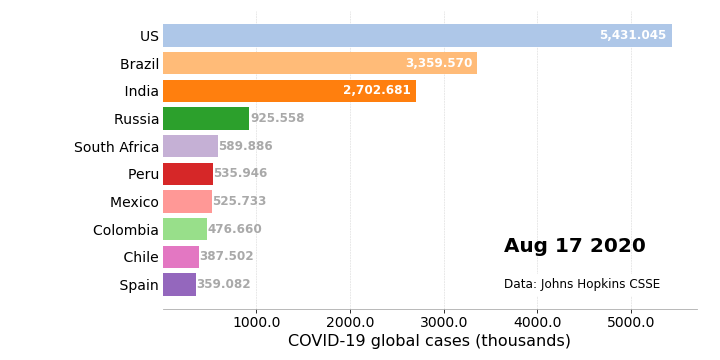 US 5,431.045
Brazil 3,359.570
India 2,702.681
Russia 925.558
South Africa 589.886
Peru 535.946
Mexico 525.733
Colombia 476.660
Chile 387.502
Spain 359.082
Aug 17 2020
Data: Johns Hopkins CSSE
1000.0 2000.0 3000.0 4000.0 5000.0
COVID-19 global cases (thousands)